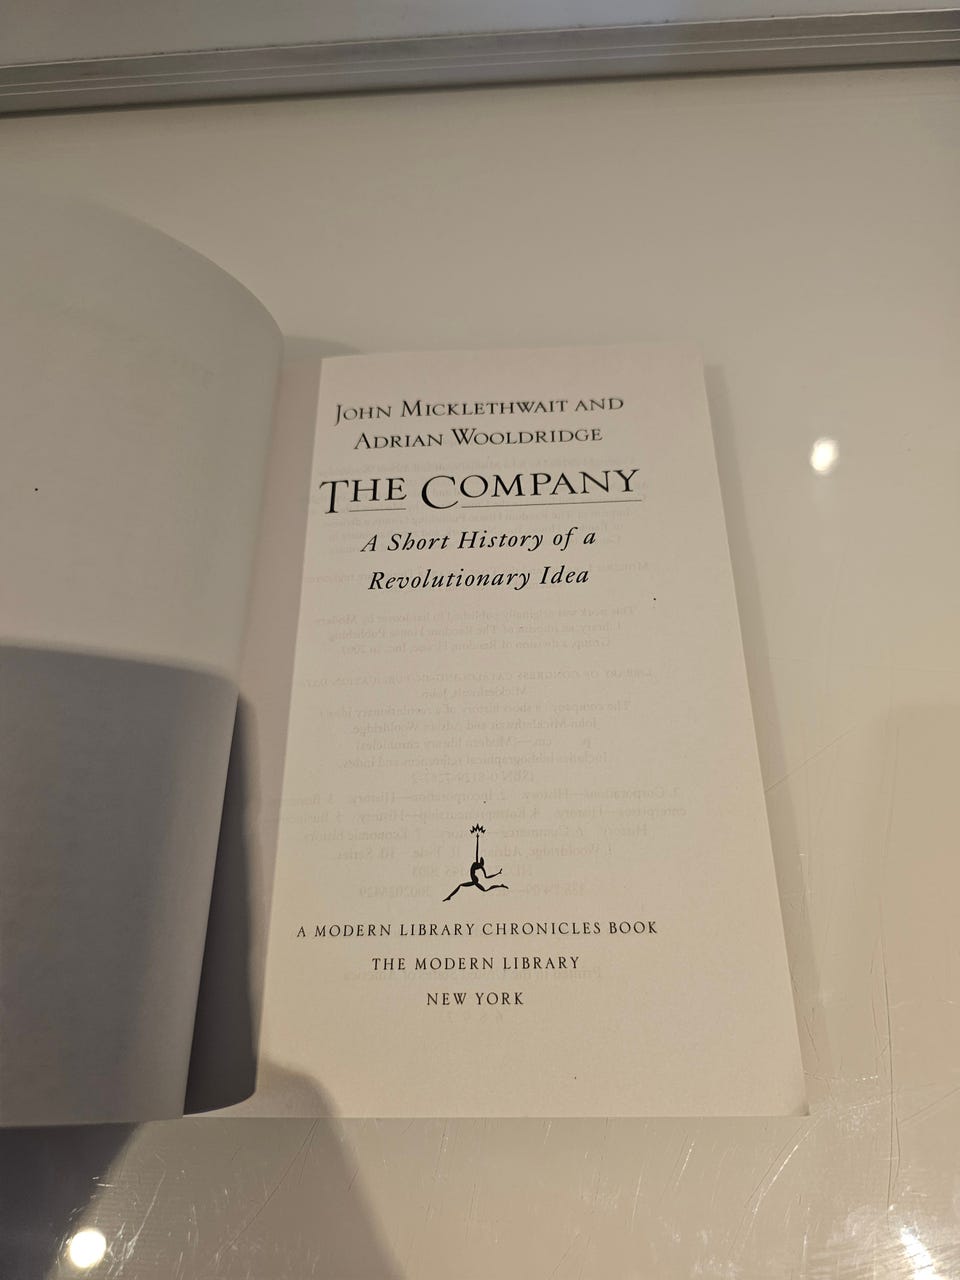 JOHN MICKLETHWAIT AND
ADRIAN WOOLDRIDGE
THE COMPANY
A Short History of a
Revolutionary Idea
A MODERN LIBRARY CHRONICLES BOOK
THE MODERN LIBRARY
NEW YORK